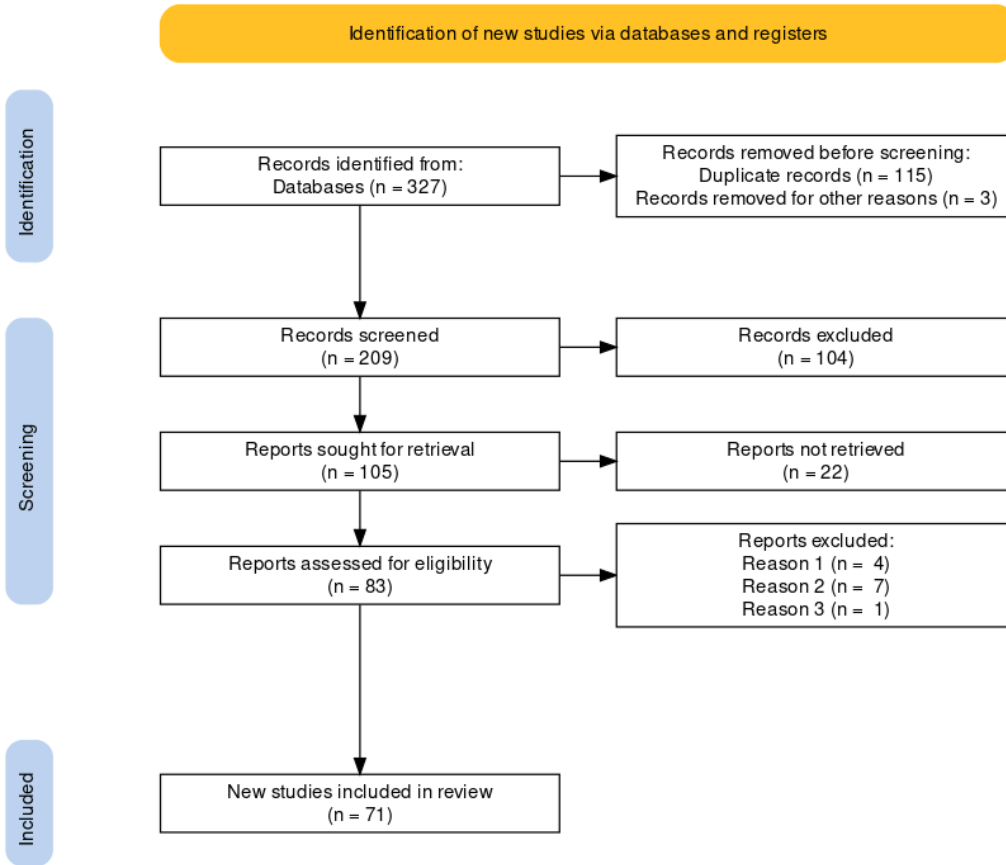 Identification of new studies via databases and registers
Identification
Records identified from:
Databases (n = 327)
Records removed before screening:
Duplicate records (n = 115)
Records removed for other reasons (n = 3)
Screening
Records screened
(n = 209)
Records excluded
(n = 104)
Reports sought for retrieval
(n = 105)
Reports not retrieved
(n = 22)
Reports assessed for eligibility
(n = 83)
Reports excluded:
Reason 1 (n =  4)
Reason 2 (n =  7)
Reason 3 (n =  1)
Included
New studies included in review
(n = 71)